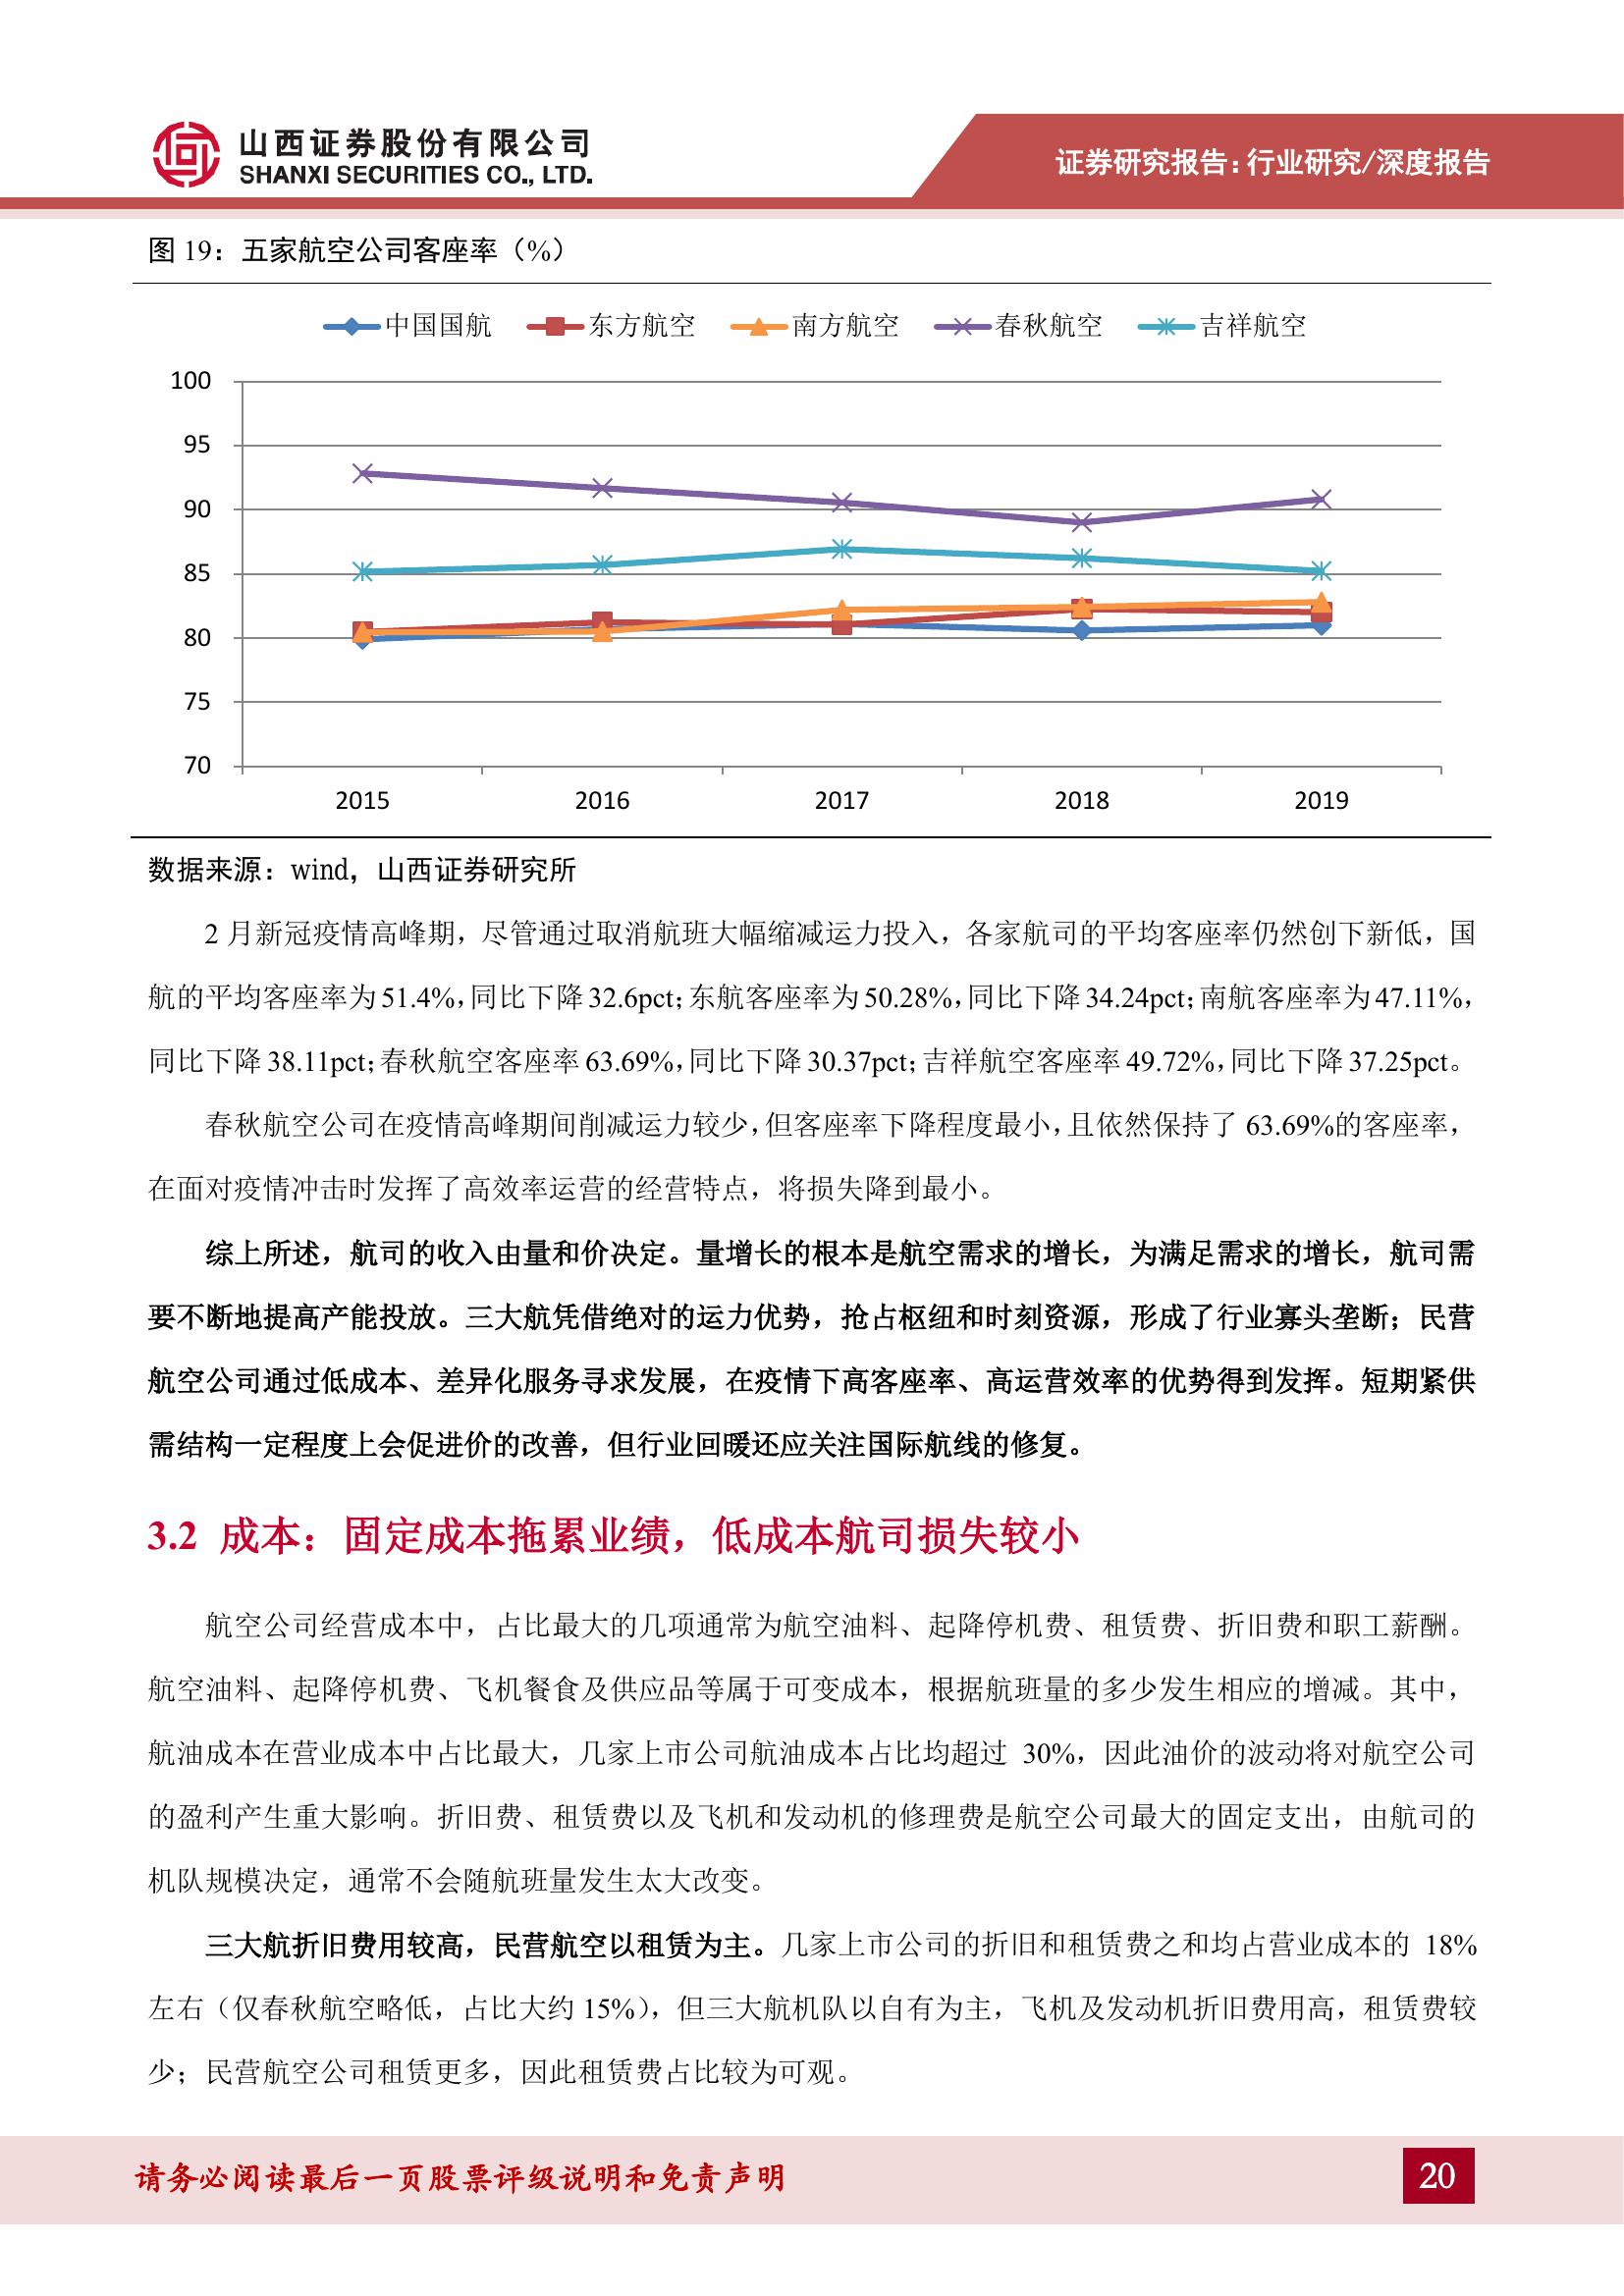 山西证券股份有限公司
SHANXI SECURITIES CO., LTD.
证券研究报告：行业研究/深度报告
图 19：五家航空公司客座率（%）
中国国航 东方航空 南方航空 春秋航空 吉祥航空
100
95
90
85
80
75
70
2015 2016 2017 2018 2019
数据来源：wind，山西证券研究所
2 月新冠疫情高峰期，尽管通过取消航班大幅缩减运力投入，各家航司的平均客座率仍然创下新低，国
航的平均客座率为 51.4%，同比下降 32.6pct；东航客座率为 50.28%，同比下降 34.24pct；南航客座率为 47.11%，
同比下降 38.11pct；春秋航空客座率 63.69%，同比下降 30.37pct；吉祥航空客座率 49.72%，同比下降 37.25pct。
春秋航空公司在疫情高峰期间削减运力较少，但客座率下降程度最小，且依然保持了 63.69%的客座率，
在面对疫情冲击时发挥了高效率运营的经营特点，将损失降到最小。
综上所述，航司的收入由量和价决定。量增长的根本是航空需求的增长，为满足需求的增长，航司需
要不断地提高产能投放。三大航凭借绝对的运力优势，抢占枢纽和时刻资源，形成了行业寡头垄断；民营
航空公司通过低成本、差异化服务寻求发展，在疫情下高客座率、高运营效率的优势得到发挥。短期紧供
需结构一定程度上会促进价的改善，但行业回暖还应关注国际航线的修复。
3.2 成本：固定成本拖累业绩，低成本航司损失较小
航空公司经营成本中，占比最大的几项通常为航空油料、起降停机费、租赁费、折旧费和职工薪酬。
航空油料、起降停机费、飞机餐食及供应品等属于可变成本，根据航班量的多少发生相应的增减。其中，
航油成本在营业成本中占比最大，几家上市公司航油成本占比均超过 30%，因此油价的波动将对航空公司
的盈利产生重大影响。折旧费、租赁费以及飞机和发动机的修理费是航空公司最大的固定支出，由航司的
机队规模决定，通常不会随航班量发生太大改变。
三大航折旧费用较高，民营航空以租赁为主。几家上市公司的折旧和租赁费之和均占营业成本的 18%
左右（仅春秋航空略低，占比大约 15%），但三大航机队以自有为主，飞机及发动机折旧费用高，租赁费较
少；民营航空公司租赁更多，因此租赁费占比较为可观。
请务必阅读最后一页股票评级说明和免责声明
20